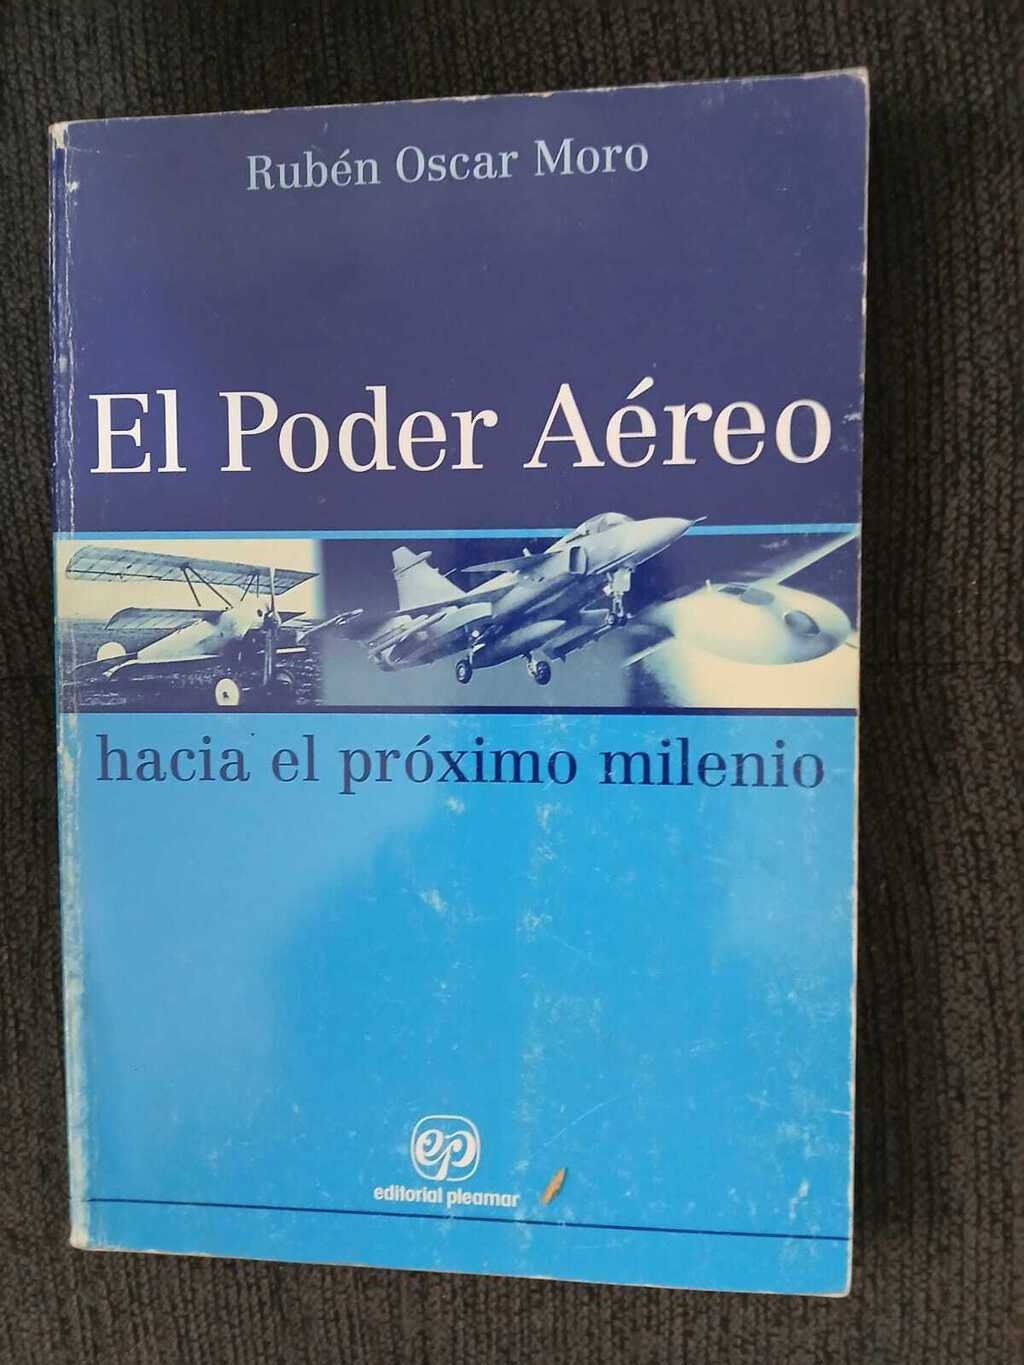 Rubén Oscar Moro
El Poder Aéreo
hacia el próximo milenio
ep
editorial pleamar